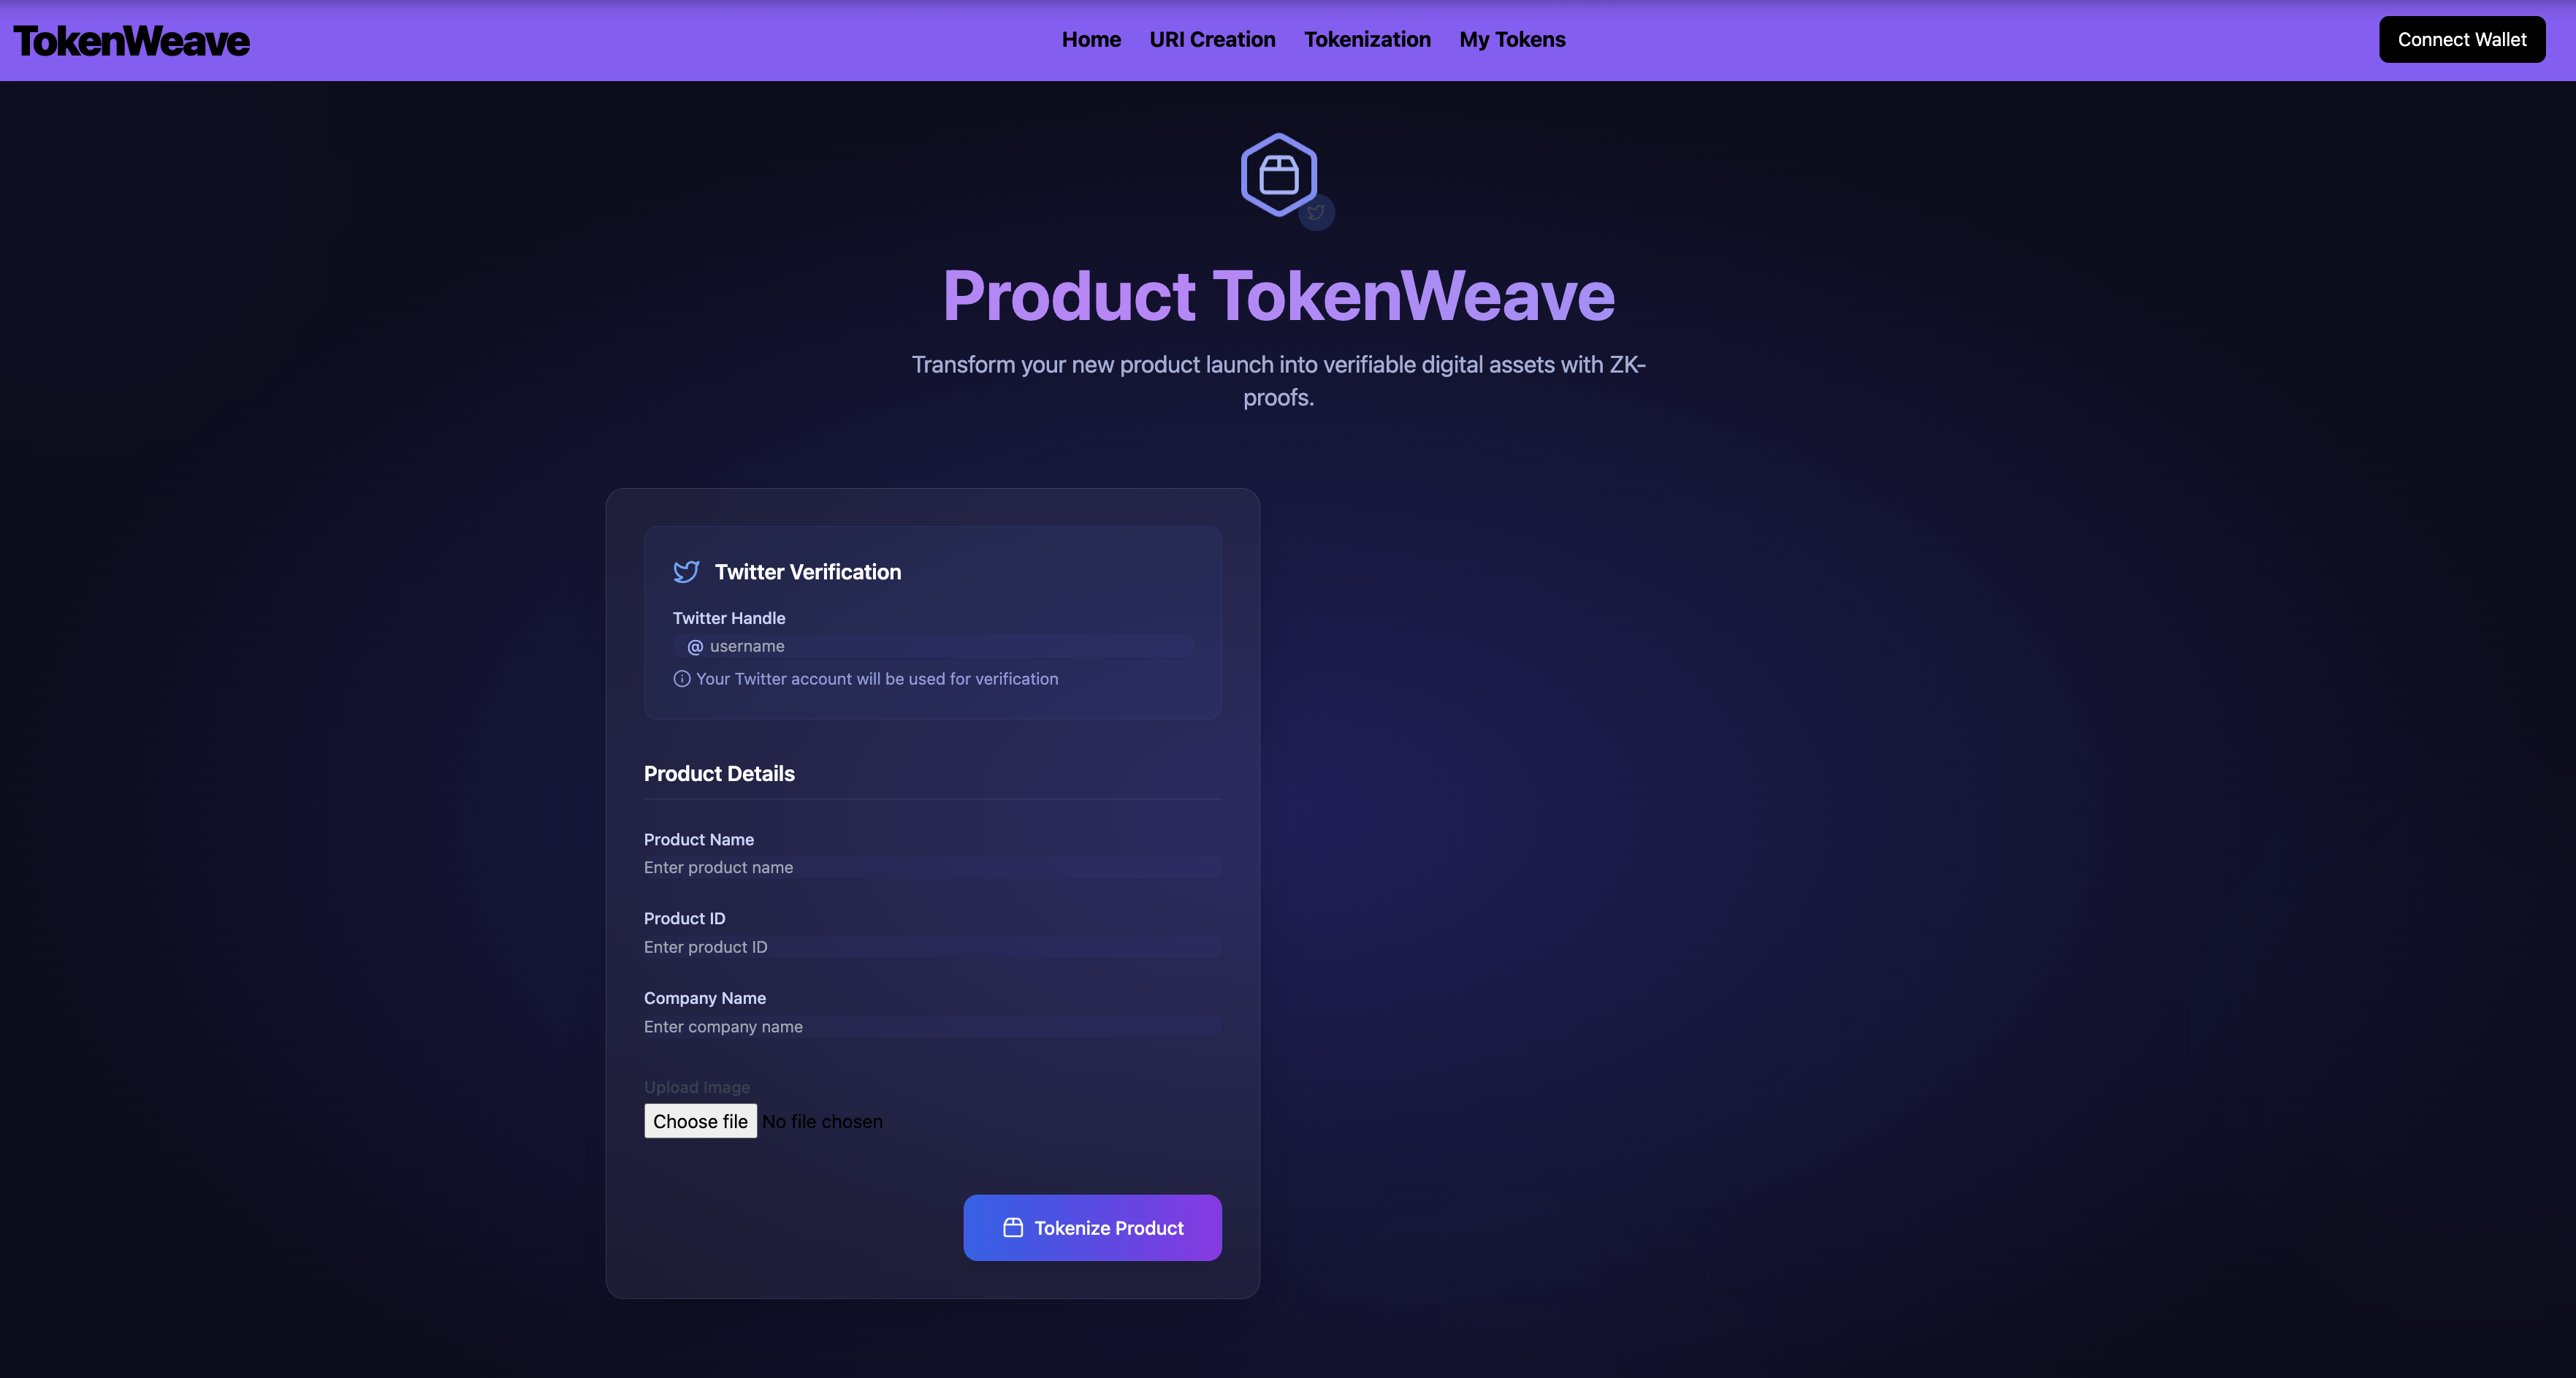 TokenWeave
Home
URI Creation
Tokenization
My Tokens
Connect Wallet
Product TokenWeave
Transform your new product launch into verifiable digital assets with ZK-
proofs.
Twitter Verification
Twitter Handle
@ username
Your Twitter account will be used for verification
Product Details
Product Name
Enter product name
Product ID
Enter product ID
Company Name
Enter company name
Upload Image
Choose file No file chosen
Tokenize Product